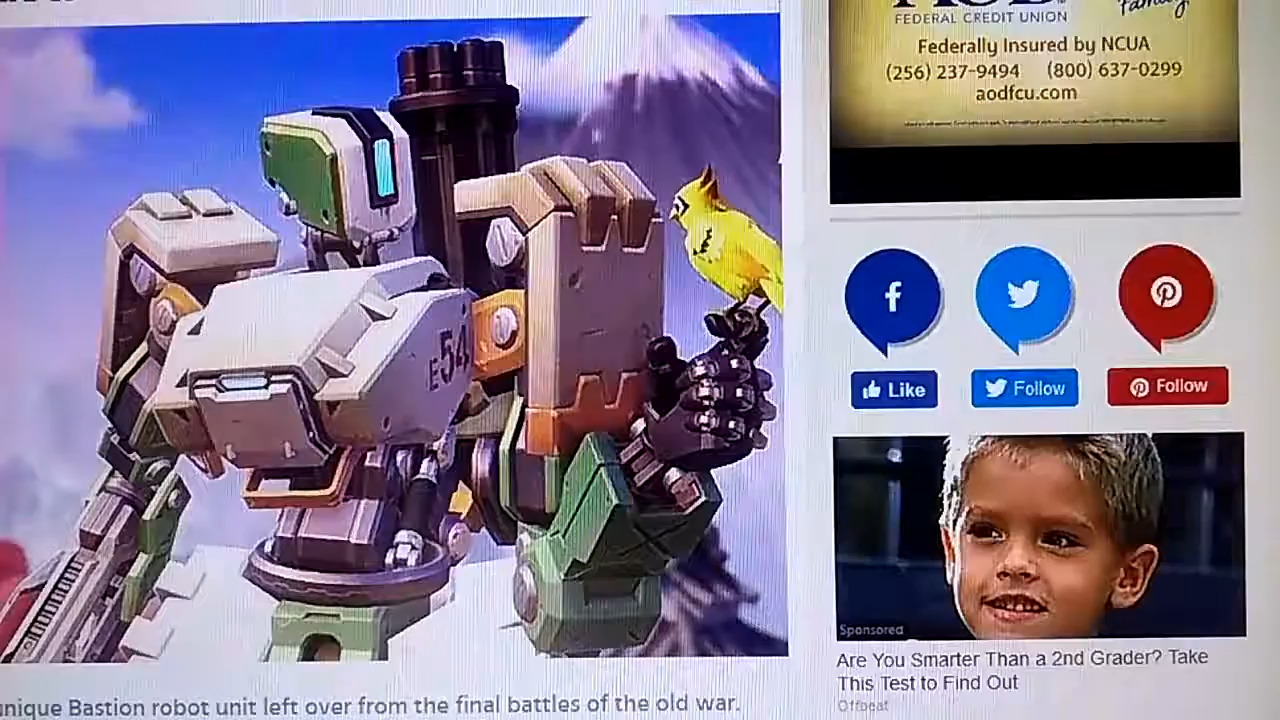 E54
unique Bastion robot unit left over from the final battles of the old war.
FEDERAL CREDIT UNION
family
Federally Insured by NCUA
(256) 237-9494 (800) 637-0299
aodfcu.com
Like
Follow
Follow
Sponsored
Are You Smarter Than a 2nd Grader? Take
This Test to Find Out
Offbeat